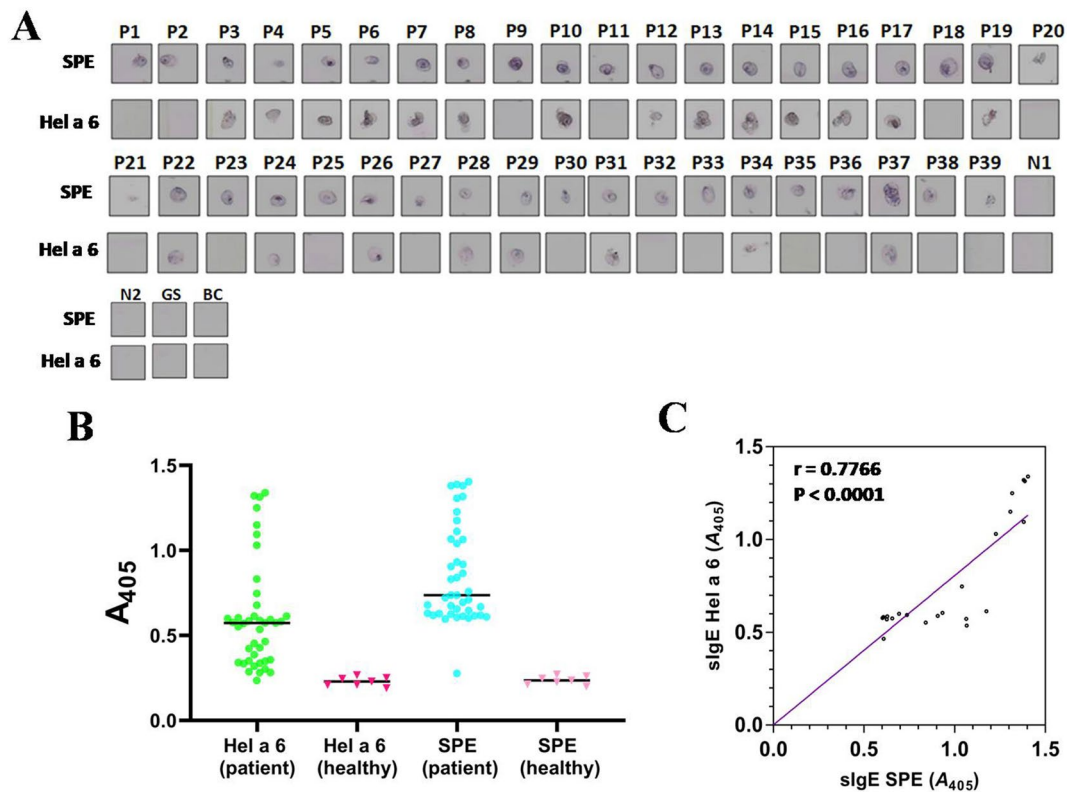 A
P1 P2 P3 P4 P5 P6 P7 P8 P9 P10 P11 P12 P13 P14 P15 P16 P17 P18 P19 P20
SPE
Hel a 6
P21 P22 P23 P24 P25 P26 P27 P28 P29 P30 P31 P32 P33 P34 P35 P36 P37 P38 P39 N1
SPE
Hel a 6
N2 GS BC
SPE
Hel a 6
B
A405
1.5
1.0
0.5
0.0
Hel a 6
(patient)
Hel a 6
(healthy)
SPE
(patient)
SPE
(healthy)
C
r = 0.7766
P < 0.0001
sIgE Hel a 6 (A405)
1.5
1.0
0.5
0.0
0.0 0.5 1.0 1.5
sIgE SPE (A405)